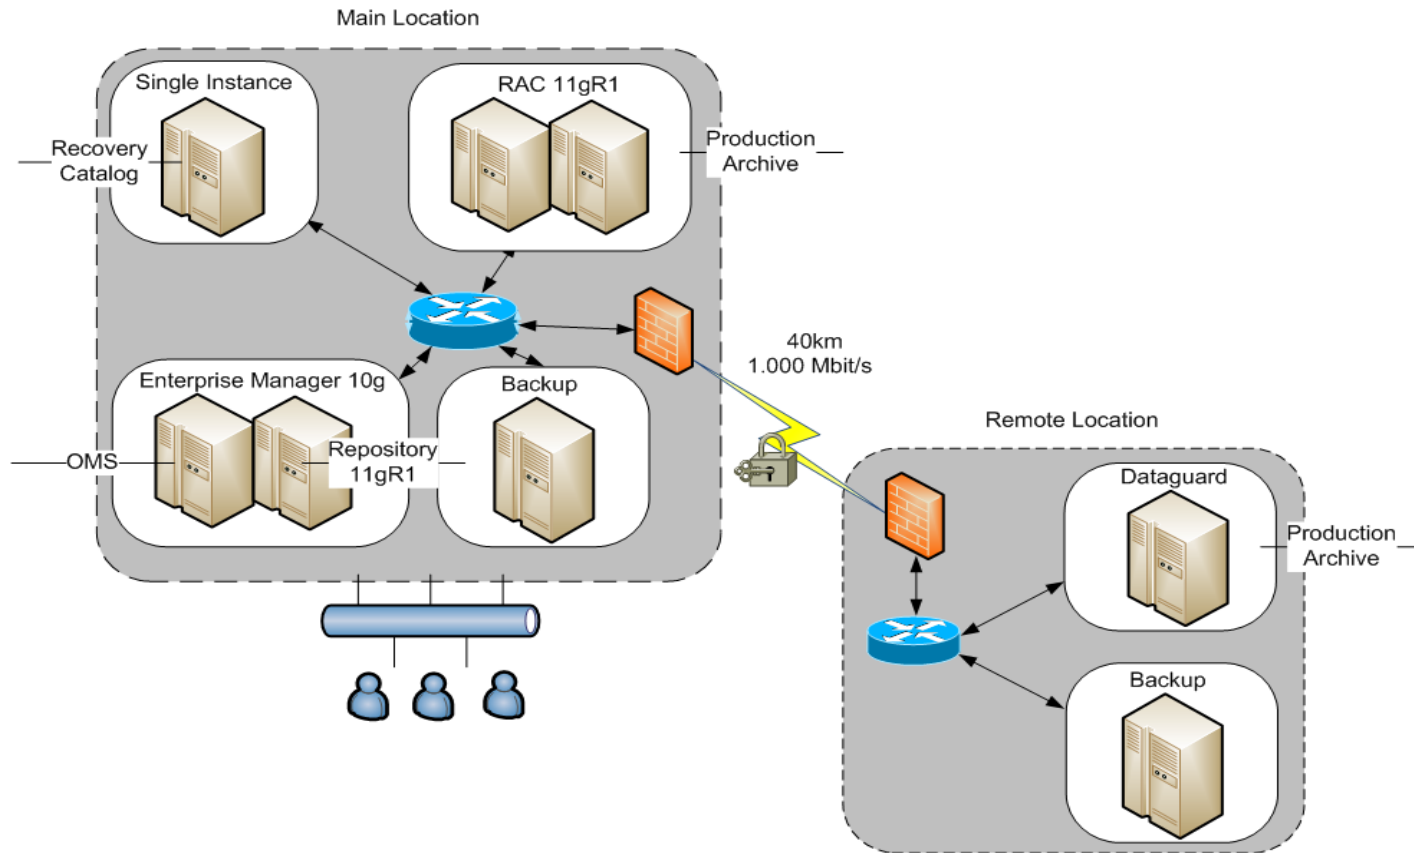 Main Location
Single Instance
RAC 11gR1
Recovery
Catalog
Production
Archive
Enterprise Manager 10g
Backup
OMS
Repository
11gR1
40km
1.000 Mbit/s
Remote Location
Dataguard
Production
Archive
Backup